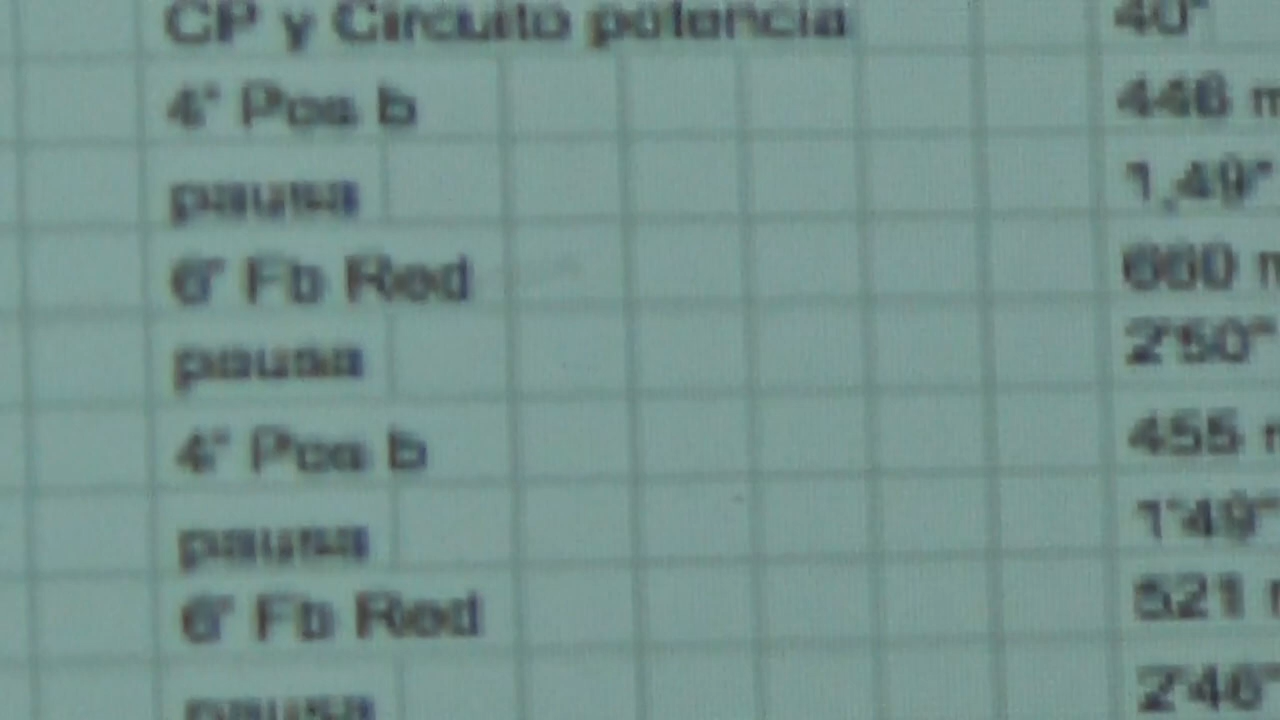 CP y Circuito potencia 40"
4' Pos b 446 m
pausa 1,49"
6' Fb Red 660 m
pausa 2'50"
4' Pos b 455 m
pausa 1'49"
6' Fb Red 521 m
pausa 2'46"